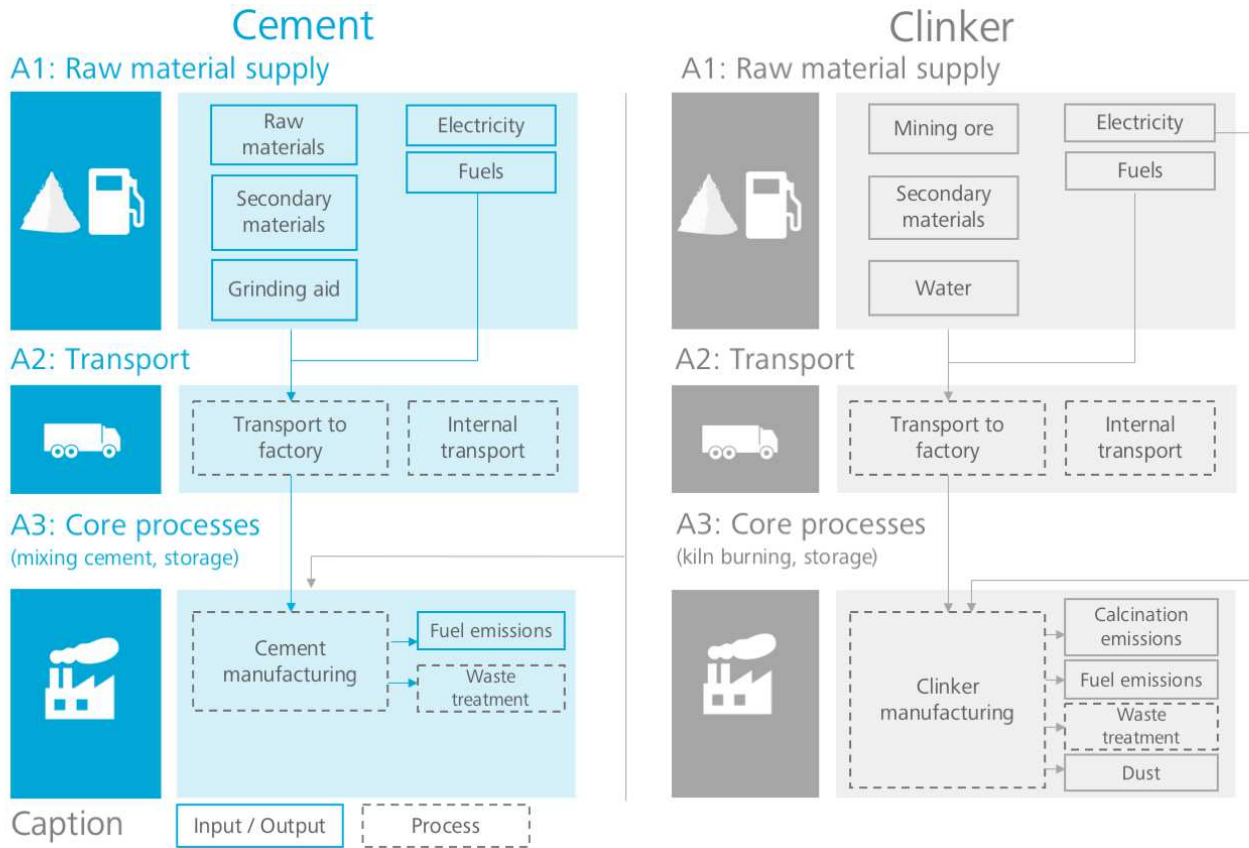 Cement
A1: Raw material supply
Raw
materials
Electricity
Fuels
Secondary
materials
Grinding aid
A2: Transport
Transport to
factory
Internal
transport
A3: Core processes
(mixing cement, storage)
Cement
manufacturing
Fuel emissions
Waste
treatment
Clinker
A1: Raw material supply
Mining ore
Electricity
Fuels
Secondary
materials
Water
A2: Transport
Transport to
factory
Internal
transport
A3: Core processes
(kiln burning, storage)
Clinker
manufacturing
Calcination
emissions
Fuel emissions
Waste
treatment
Dust
Caption
Input / Output
Process